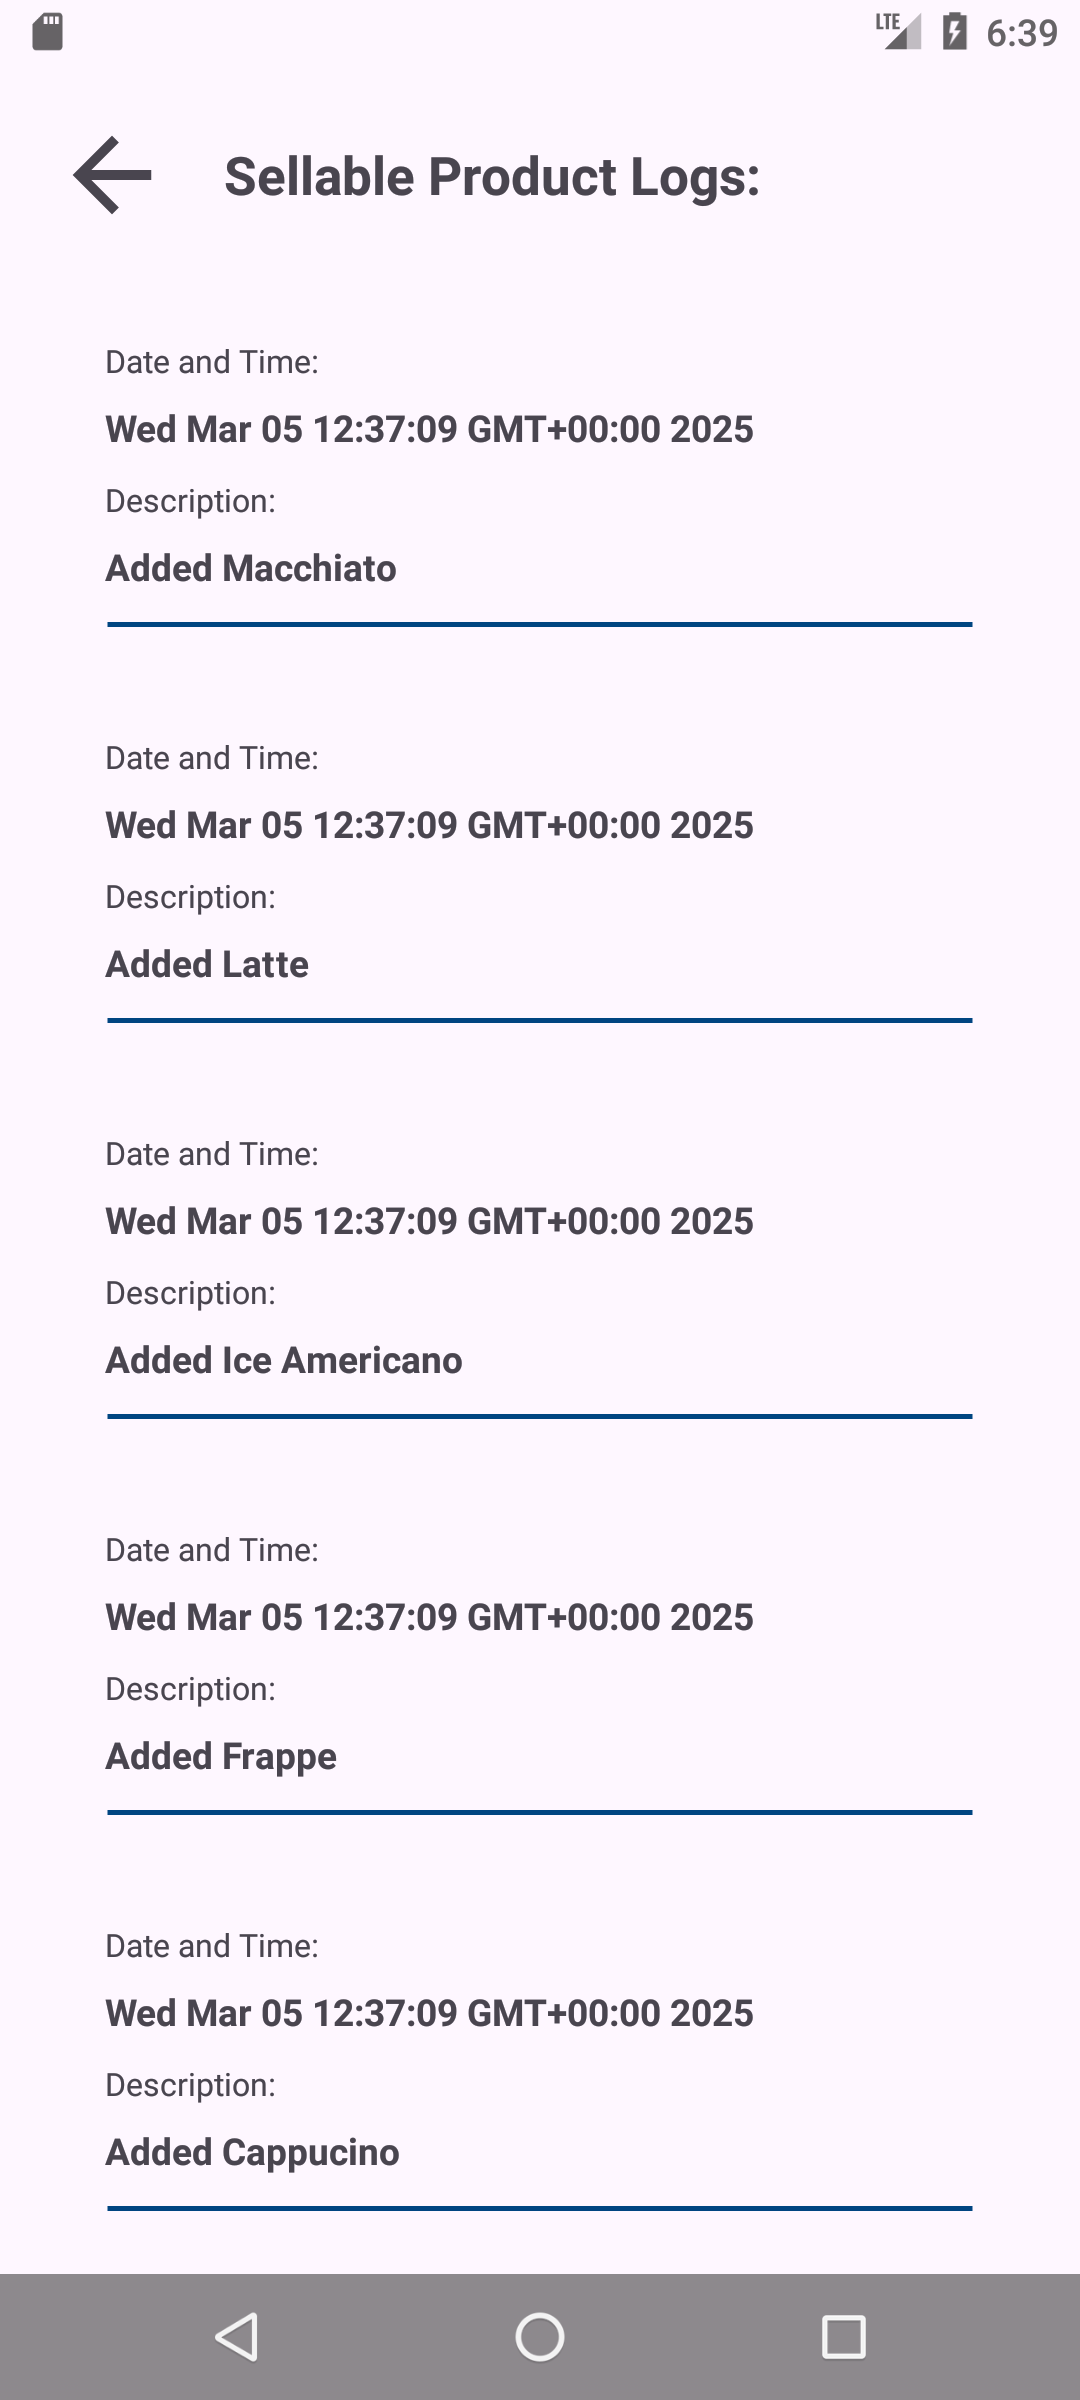 LTE 6:39
Sellable Product Logs:
Date and Time:
Wed Mar 05 12:37:09 GMT+00:00 2025
Description:
Added Macchiato
Date and Time:
Wed Mar 05 12:37:09 GMT+00:00 2025
Description:
Added Latte
Date and Time:
Wed Mar 05 12:37:09 GMT+00:00 2025
Description:
Added Ice Americano
Date and Time:
Wed Mar 05 12:37:09 GMT+00:00 2025
Description:
Added Frappe
Date and Time:
Wed Mar 05 12:37:09 GMT+00:00 2025
Description:
Added Cappucino